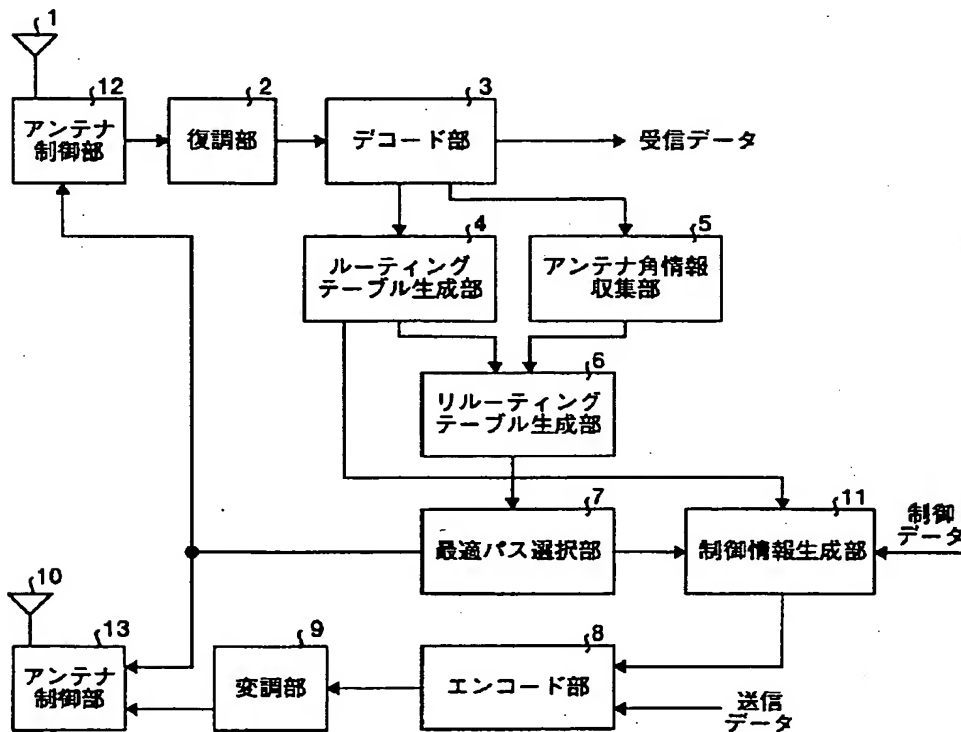 1
12
2
3
アンテナ
制御部
復調部
デコード部
受信データ
4
5
ルーティング
テーブル生成部
アンテナ角情報
収集部
6
リルーティング
テーブル生成部
7
11
最適パス選択部
制御情報生成部
制御
データ
10
13
9
8
アンテナ
制御部
変調部
エンコード部
送信
データ